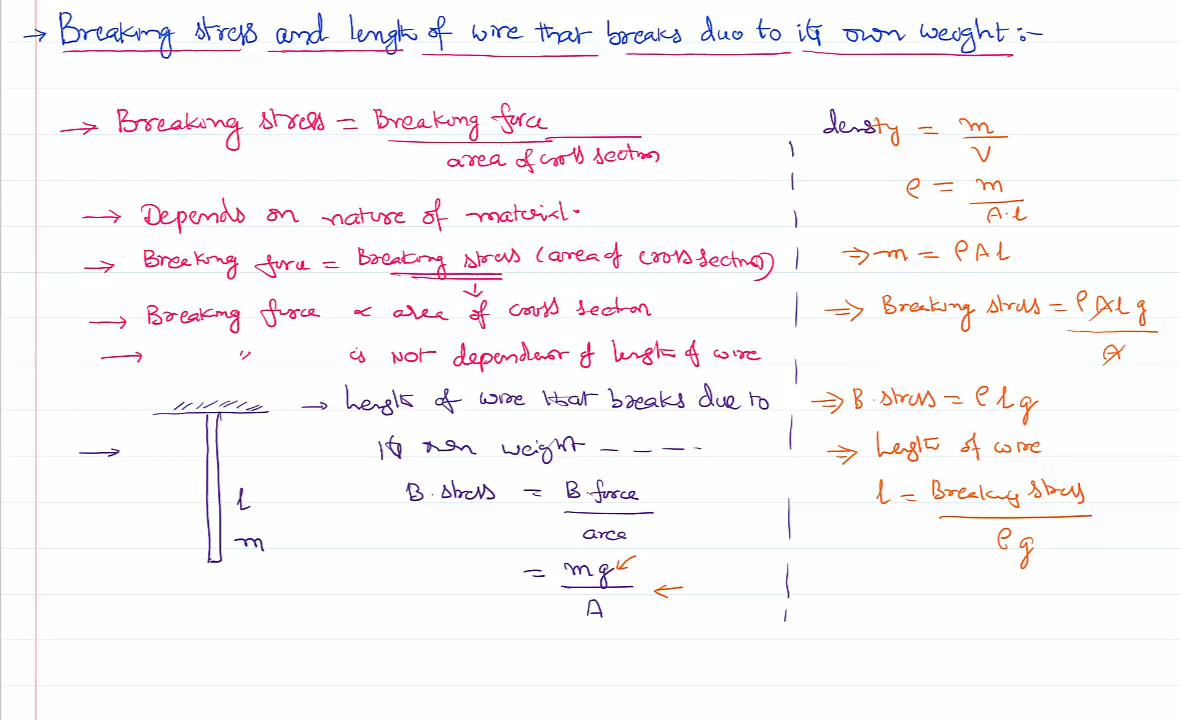 → Breaking stress and length of wire that breaks due to its own weight :-
→ Breaking stress = Breaking force / area of cross section
→ Depends on nature of material.
→ Breaking force = Breaking stress (area of cross section)
→ Breaking force ∝ area of cross section
→ " is not dependent of length of wire
→ length of wire that breaks due to
→ its own weight - - - -
l
m
B. stress = B. force / area
= mg / A
density = m / V
ρ = m / A.l
⇒ m = ρAl
⇒ Breaking stress = ρAlg / A
⇒ B. stress = ρlg
⇒ length of wire
l = Breaking stress / ρg